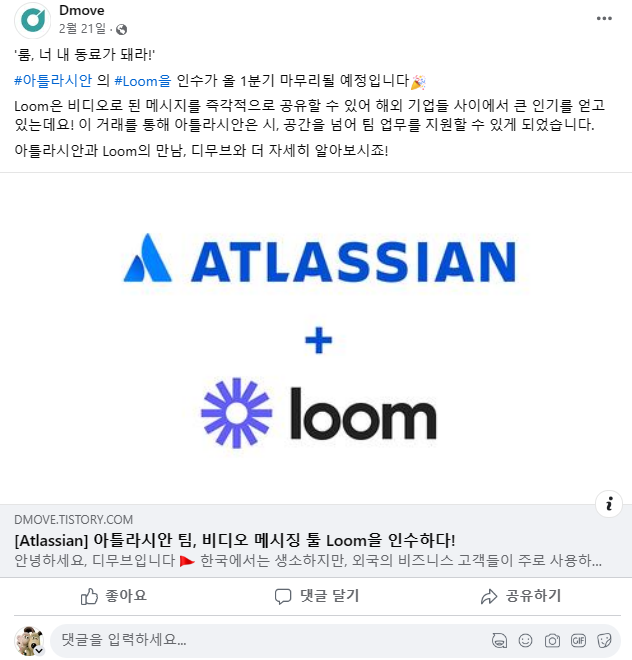 Dmove
2월 21일 ·
'룸, 너 내 동료가 돼라!'
#아틀라시안 의 #Loom을 인수가 올 1분기 마무리될 예정입니다🎉
Loom은 비디오로 된 메시지를 즉각적으로 공유할 수 있어 해외 기업들 사이에서 큰 인기를 얻고
있는데요! 이 거래를 통해 아틀라시안은 시, 공간을 넘어 팀 업무를 지원할 수 있게 되었습니다.
아틀라시안과 Loom의 만남, 디무브와 더 자세히 알아보시죠!
ATLASSIAN
+
loom
DMOVE.TISTORY.COM
[Atlassian] 아틀라시안 팀, 비디오 메시징 툴 Loom을 인수하다!
안녕하세요, 디무브입니다 🚩 한국에서는 생소하지만, 외국의 비즈니스 고객들이 주로 사용하...
좋아요 댓글 달기 공유하기
댓글을 입력하세요...
GIF